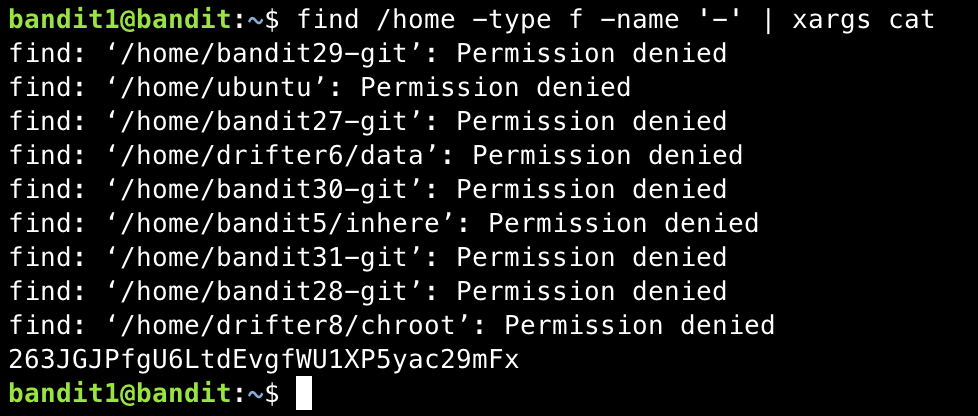 bandit1@bandit:~$ find /home -type f -name '-' | xargs cat
find: ‘/home/bandit29-git’: Permission denied
find: ‘/home/ubuntu’: Permission denied
find: ‘/home/bandit27-git’: Permission denied
find: ‘/home/drifter6/data’: Permission denied
find: ‘/home/bandit30-git’: Permission denied
find: ‘/home/bandit5/inhere’: Permission denied
find: ‘/home/bandit31-git’: Permission denied
find: ‘/home/bandit28-git’: Permission denied
find: ‘/home/drifter8/chroot’: Permission denied
263JGJPfgU6LtdEvgfWU1XP5yac29mFx
bandit1@bandit:~$